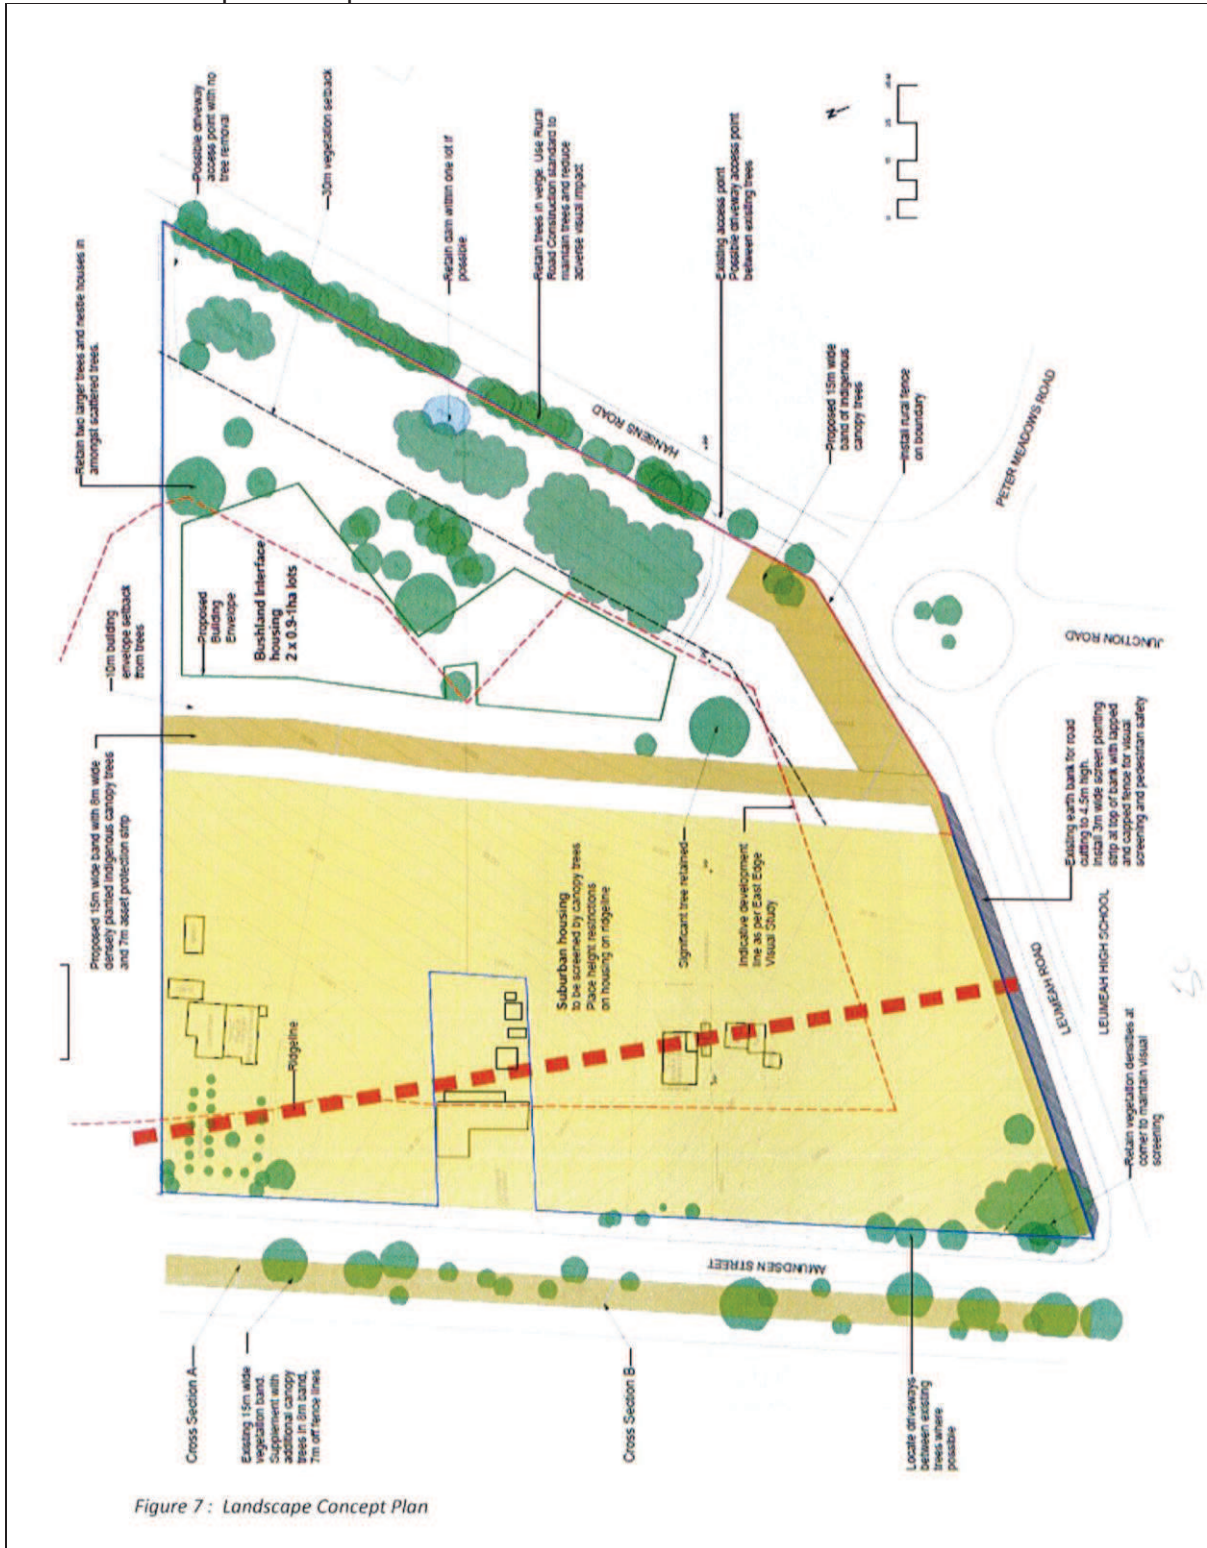 Possible driveway
access point with no
tree removal
30m vegetation setback
Retain dam within one lot if
possible.
Retain trees in verge. Use Rural
Road Construction standard to
maintain trees and reduce
adverse visual impact
Existing access point
Possible driveway access point
between existing trees
N
Retain two larger trees and nestle houses in
amongst scattered trees.
HANSENS ROAD
Proposed 15m wide
band of indigenous
canopy trees
Install rural fence
on boundary
PETER MEADOWS ROAD
10m building
envelope setback
from trees
Proposed
Building
Envelope
Bushland Interface
housing
2 x 0.9-1ha lots
JUNCTION ROAD
Proposed 15m wide band with 8m wide
densely planted indigenous canopy trees
and 7m asset protection strip
Suburban housing
to be screened by canopy trees
Place height restrictions
on housing on ridgeline
Significant tree retained
Indicative development
line as per East Edge
Visual Study
Existing earth bank for road
cutting to 4.5m high.
Install 3m wide screen planting
strip at top of bank with lapped
and capped fence for visual
screening and pedestrian safety
Ridgeline
LEUMEAH ROAD
LEUMEAH HIGH SCHOOL
Retain vegetation densities at
corner to maintain visual
screening
AMUNDSEN STREET
Cross Section A
Existing 15m wide
vegetation band.
Supplement with
additional canopy
trees in 8m band,
7m off fence lines
Cross Section B
Locate driveways
between existing
trees where
possible
Figure 7 : Landscape Concept Plan